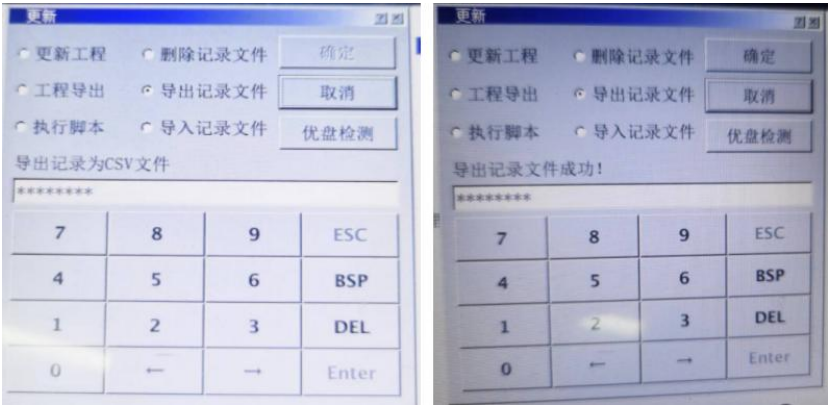 更新
更新工程 删除记录文件 确定
工程导出 导出记录文件 取消
执行脚本 导入记录文件 优盘检测
导出记录为CSV文件
********
7 8 9 ESC
4 5 6 BSP
1 2 3 DEL
0 ← → Enter
更新
更新工程 删除记录文件 确定
工程导出 导出记录文件 取消
执行脚本 导入记录文件 优盘检测
导出记录文件成功!
********
7 8 9 ESC
4 5 6 BSP
1 2 3 DEL
0 ← → Enter